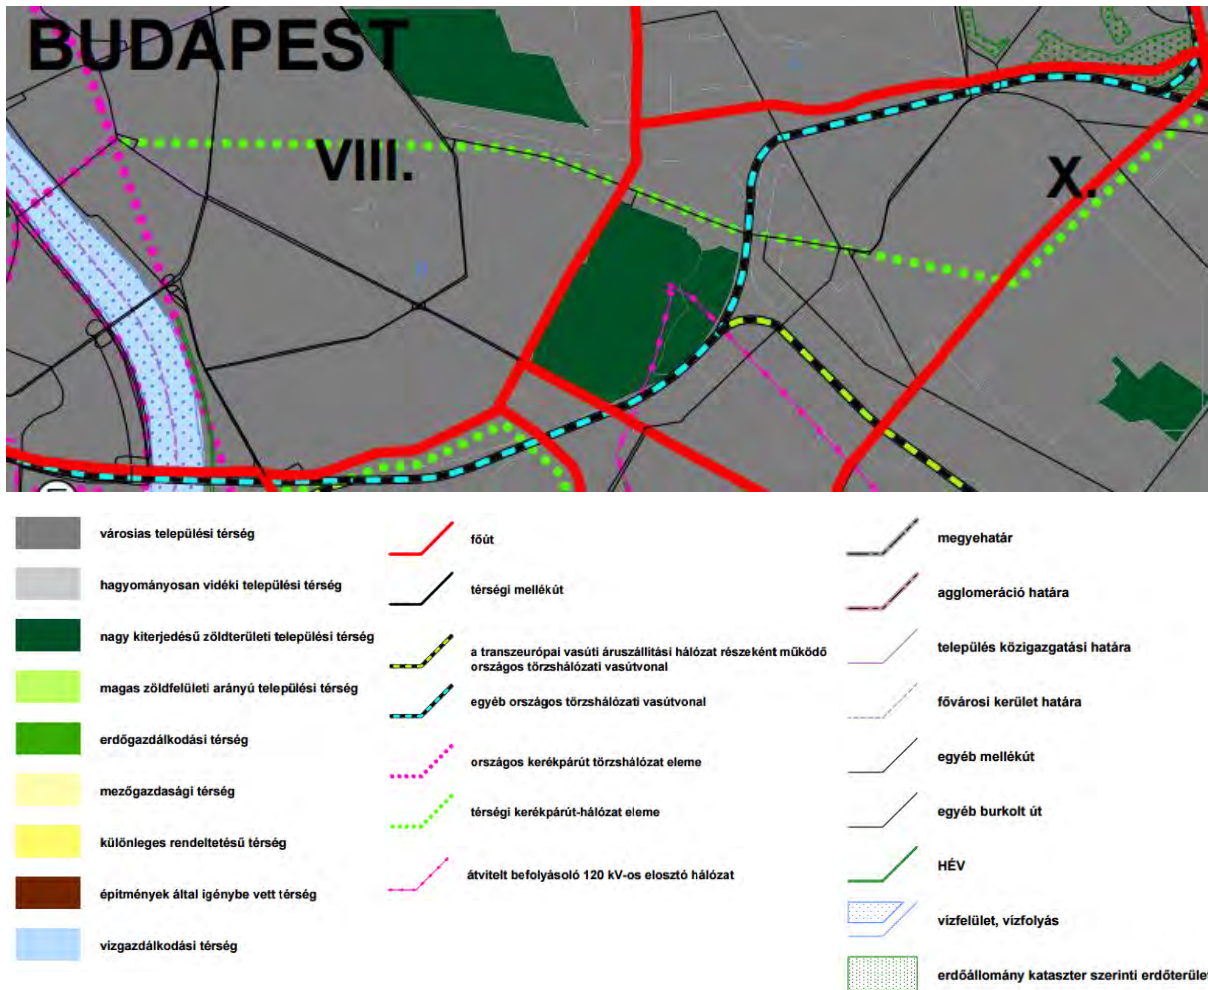 BUDAPEST
VIII.
X.
városias települési térség
hagyományosan vidéki települési térség
nagy kiterjedésű zöldterületi települési térség
magas zöldfelületi arányú települési térség
erdőgazdálkodási térség
mezőgazdasági térség
különleges rendeltetésű térség
építmények által igénybe vett térség
vízgazdálkodási térség
főút
térségi mellékút
a transzeurópai vasúti áruszállítási hálózat részeként működő
országos törzshálózati vasútvonal
egyéb országos törzshálózati vasútvonal
országos kerékpárút törzshálózat eleme
térségi kerékpárút-hálózat eleme
átvitelt befolyásoló 120 kV-os elosztó hálózat
megyehatár
agglomeráció határa
település közigazgatási határa
fővárosi kerület határa
egyéb mellékút
egyéb burkolt út
HÉV
vízfelület, vízfolyás
erdőállomány kataszter szerinti erdőterület